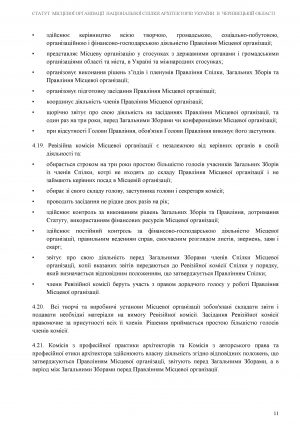 СТАТУТ МІСЦЕВОЇ ОРГАНІЗАЦІЇ НАЦІОНАЛЬНОЇ СПІЛКИ АРХІТЕКТОРІВ УКРАЇНИ В ЧЕРНІВЕЦЬКІЙ ОБЛАСТІ
• здійснює керівництво всією творчою, громадською, соціально-побутовою,
організаційною і фінансово-господарською діяльністю Правління Місцевої організації;
• представляє Місцеву організацію у стосунках з державними органами і громадськими
організаціями області та міста, в Україні та міжнародних стосунках;
• організовує виконання рішень з’їздів і пленумів Правління Спілки, Загальних Зборів та
Правління Місцевої організації;
• організовує підготовку засідання Правління Місцевої організації;
• координує діяльність членів Правління Місцевої організації;
• щорічно звітує про свою діяльність на засіданнях Правління Місцевої організації, та
один раз на три роки, перед Загальними Зборами чи конференціями Місцевої організації;
• при відсутності Голови Правління, обов'язки Голови Правління виконує його заступник.
4.19. Ревізійна комісія Місцевої організації є незалежною від керівних органів в своїй
діяльності та:
• обирається строком на три роки простою більшістю голосів учасників Загальних Зборів
із членів Спілки, котрі не входять до складу Правління Місцевої організації і не
займають керівних посад в Місцевій організації;
• обирає зі свого складу голову, заступника голови і секретаря комісії;
• проводить засідання не рідше двох разів на рік;
• здійснює контроль за виконанням рішень Загальних Зборів та Правління, дотримання
Статуту, використанням фінансових ресурсів Місцевої організації;
• здійснює постійний контроль за фінансово-господарською діяльністю Місцевої
організації, правильним веденням справ, своєчасним розглядом листів, звернень, заяв і
скарг;
• звітує про свою діяльність перед Загальними Зборами членів Спілки Місцевої
організації, копії вказаних звітів передаються до Ревізійної комісії Спілки у порядку,
який визначається відповідним положенням, що затверджується Правлінням Спілки;
• члени Ревізійної комісії беруть участь з правом дорадчого голосу у роботі Правління
Місцевої організації.
4.20. Всі творчі та виробничі установи Місцевої організації зобов'язані складати звіти і
подавати необхідні матеріали на вимогу Ревізійної комісії. Засідання Ревізійної комісії
правомочне за присутності всіх її членів. Рішення приймається простою більшістю голосів
членів комісії.
4.21. Комісія з професійної практики архітекторів та Комісія з авторського права та
професійної етики архітектора здійснюють власну діяльність згідно відповідних положень, що
затверджуються Правлінням Місцевої організації, звітують перед Загальними Зборами, а в
період між Загальними Зборами перед Правлінням Місцевої організації.
11